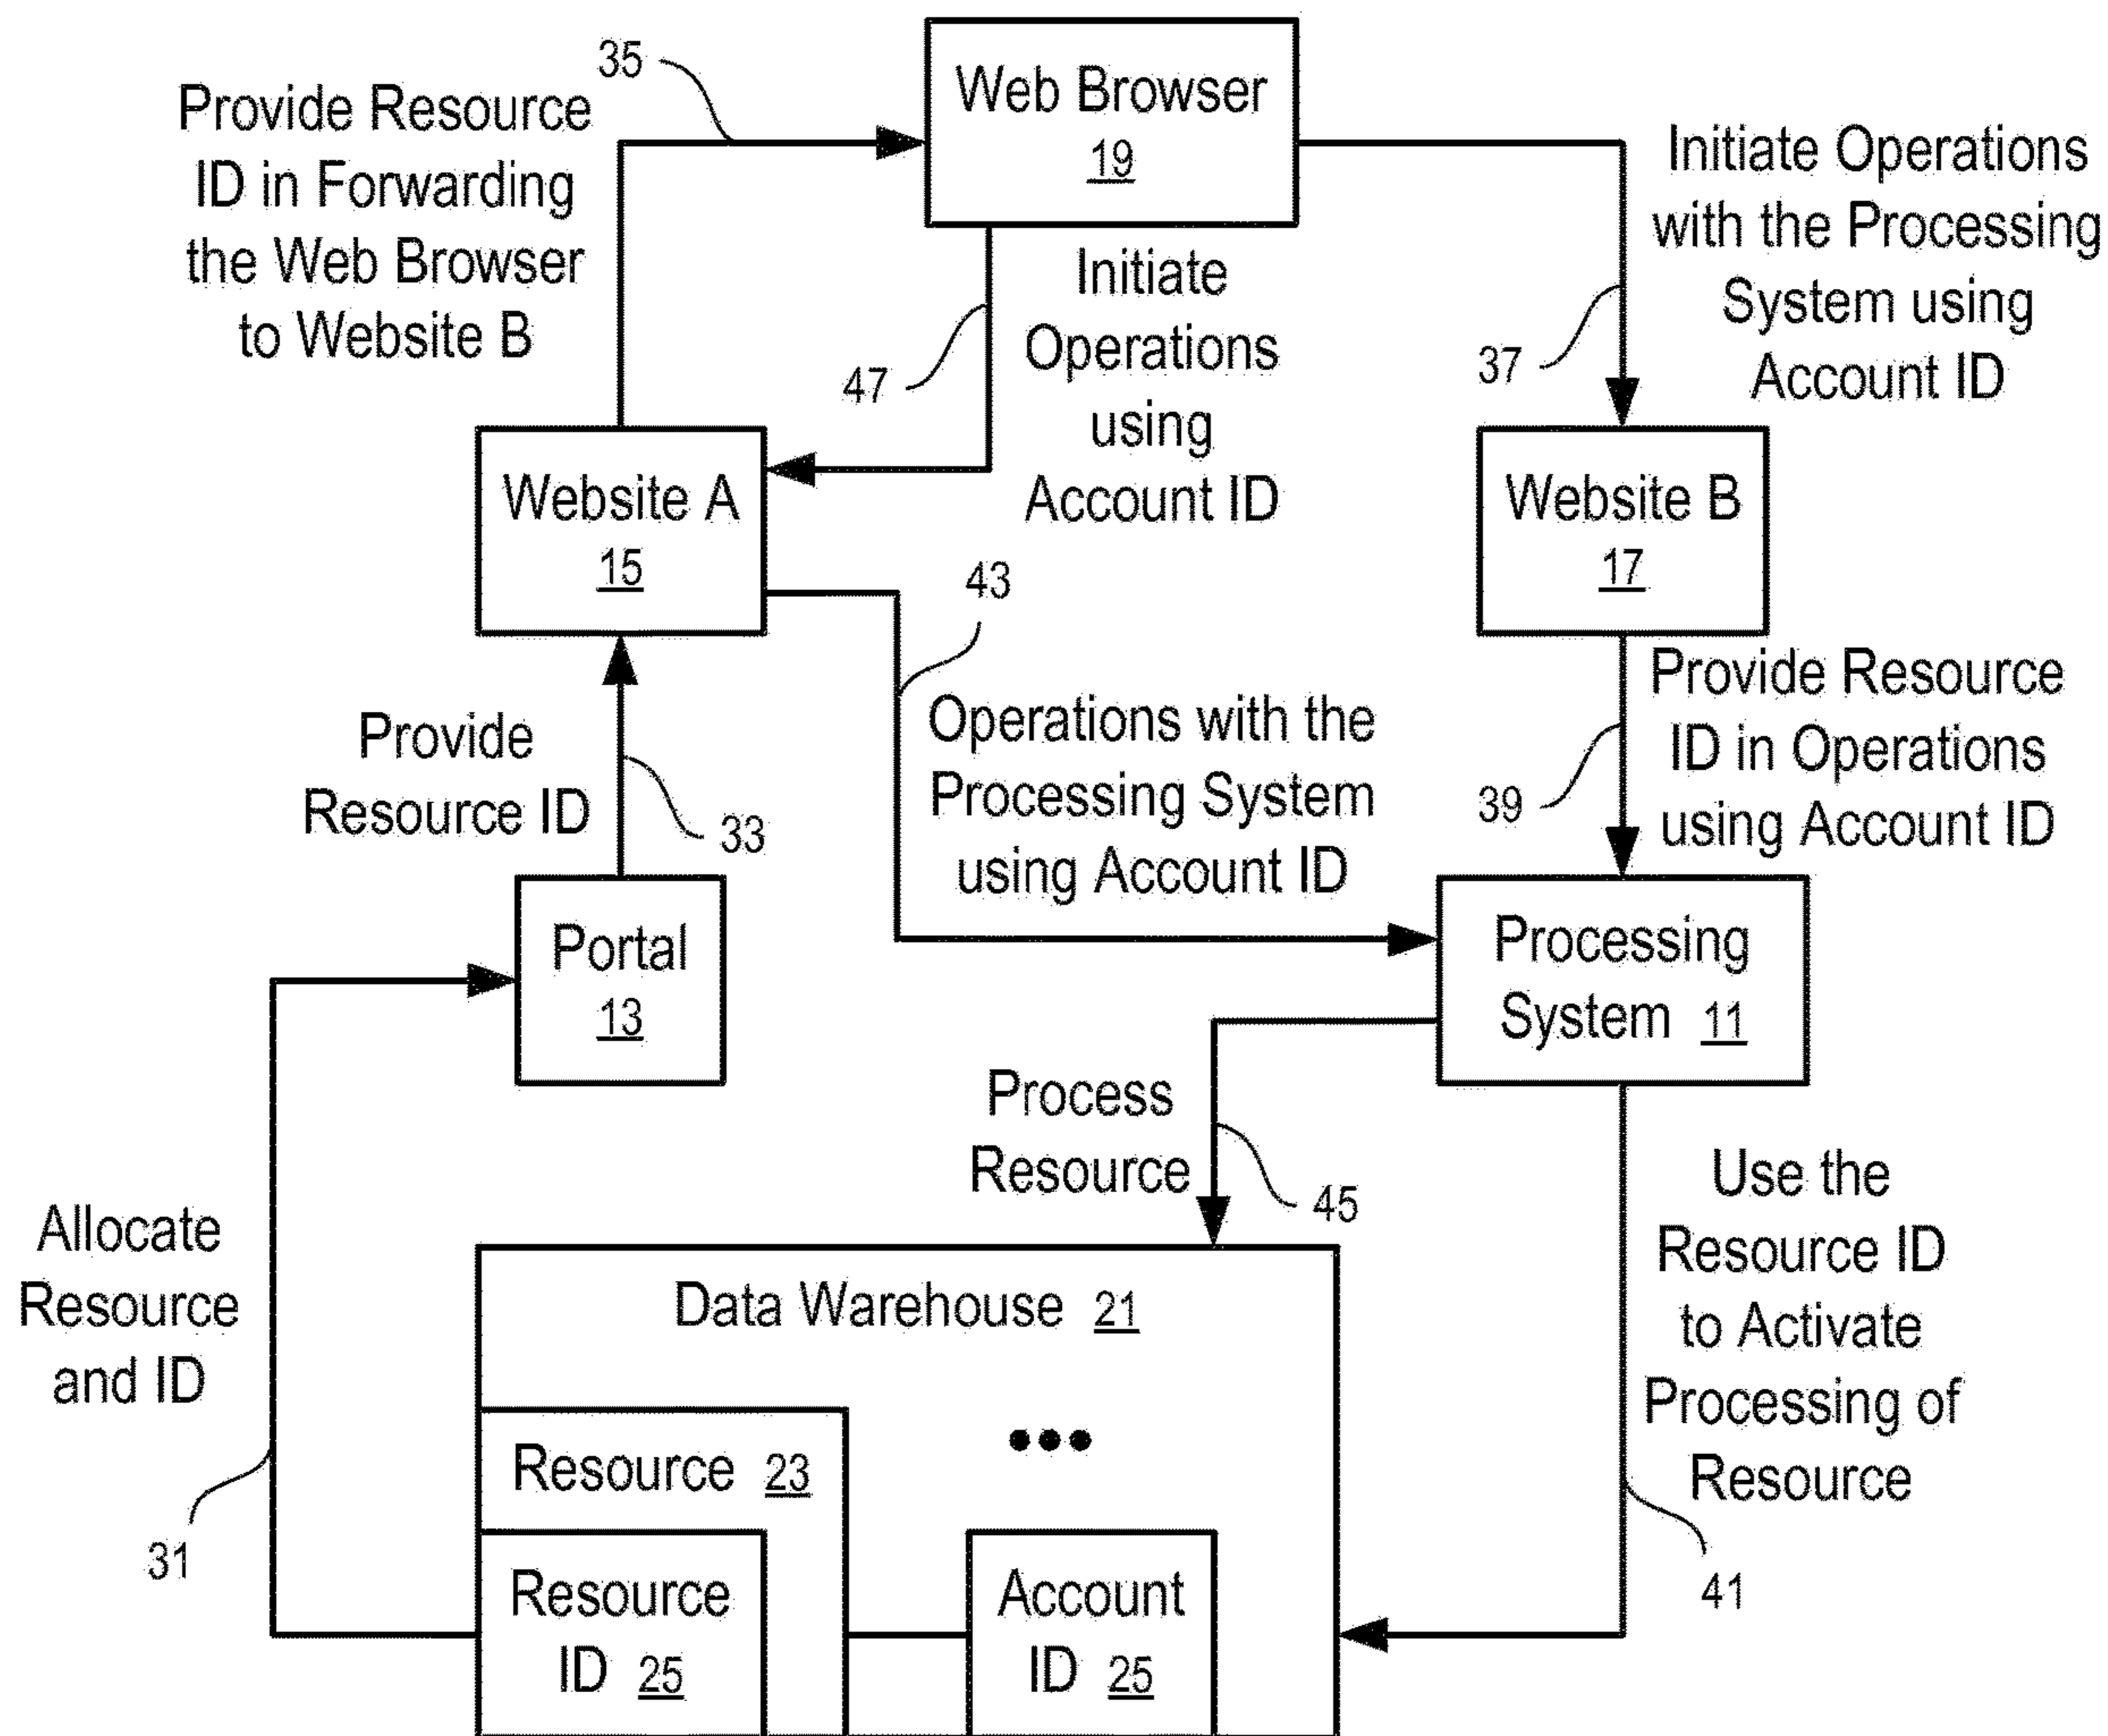 35
Provide Resource
ID in Forwarding
the Web Browser
to Website B
Web Browser
19
Initiate Operations
with the Processing
System using
Account ID
37
47
Initiate
Operations
using
Account ID
Website A
15
Website B
17
43
Operations with the
Processing System
using Account ID
Provide Resource
ID in Operations
using Account ID
39
Provide
Resource ID
33
Portal
13
Processing
System 11
Process
Resource
45
Use the
Resource ID
to Activate
Processing of
Resource
41
Allocate
Resource
and ID
31
Data Warehouse 21
•••
Resource 23
Resource
ID 25
Account
ID 25